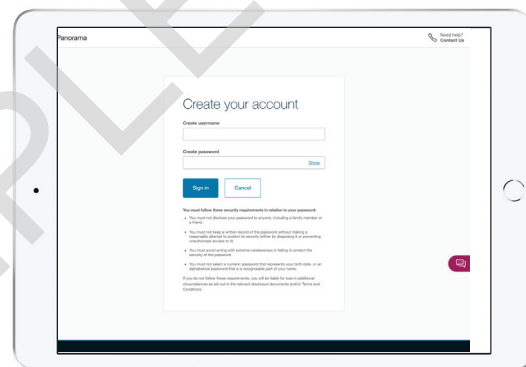 Panorama
Need help?
Contact Us
Create your account
Create username
Create password
Show
Sign in
Cancel
You must follow these security requirements in relation to your password:
• You must not disclose your password to anyone, including a family member or
a friend.
• You must not keep a written record of the password without making a
reasonable attempt to protect its security (either by disguising it or preventing
unauthorised access to it).
• You must avoid acting with extreme carelessness in failing to protect the
security of the password.
• You must not select a numeric password that represents your birth date, or an
alphabetical password that is a recognisable part of your name.
If you do not follow these requirements, you will be liable for loss in additional
circumstances as set out in the relevant disclosure documents and/or Terms and
Conditions.